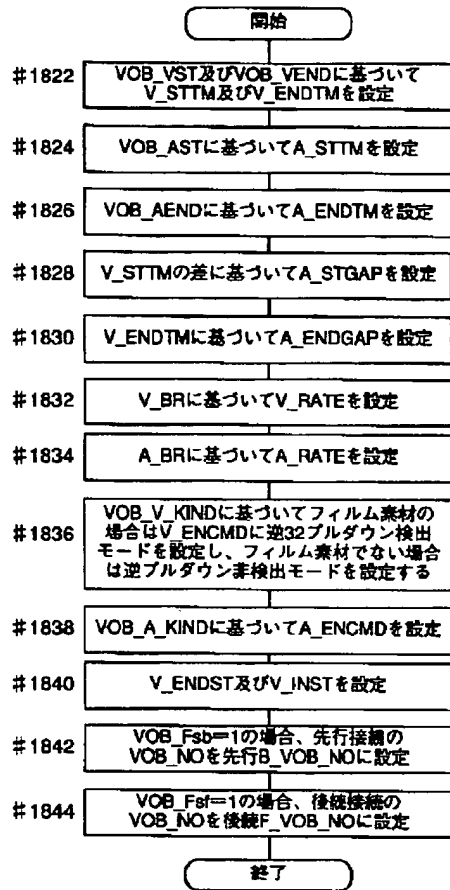 開始
#1822
VOB_VST及びVOB_VENDに基づいて
V_STTM及びV_ENDTMを設定
#1824
VOB_ASTに基づいてA_STTMを設定
#1826
VOB_AENDに基づいてA_ENDTMを設定
#1828
V_STTMの差に基づいてA_STGAPを設定
#1830
V_ENDTMに基づいてA_ENDGAPを設定
#1832
V_BRに基づいてV_RATEを設定
#1834
A_BRに基づいてA_RATEを設定
#1836
VOB_V_KINDに基づいてフィルム素材の
場合はV_ENCMDに逆32プルダウン検出
モードを設定し、フィルム素材でない場合
は逆プルダウン非検出モードを設定する
#1838
VOB_A_KINDに基づいてA_ENCMDを設定
#1840
V_ENDST及びV_INSTを設定
#1842
VOB_Fsb=1の場合、先行接続の
VOB_NOを先行B_VOB_NOに設定
#1844
VOB_Fsf=1の場合、後続接続の
VOB_NOを後続F_VOB_NOに設定
終了